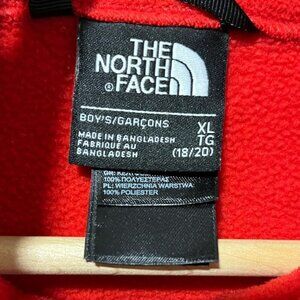 THE
NORTH
FACE
BOY'S/GARÇONS
XL
TG
(18/20)
MADE IN BANGLADESH
FABRIQUÉ AU
BANGLADESH
100% ΠΟΛΥΕΣΤΕΡΑΣ
PL: WIERZCHNIA WARSTWA:
100% POLIESTER